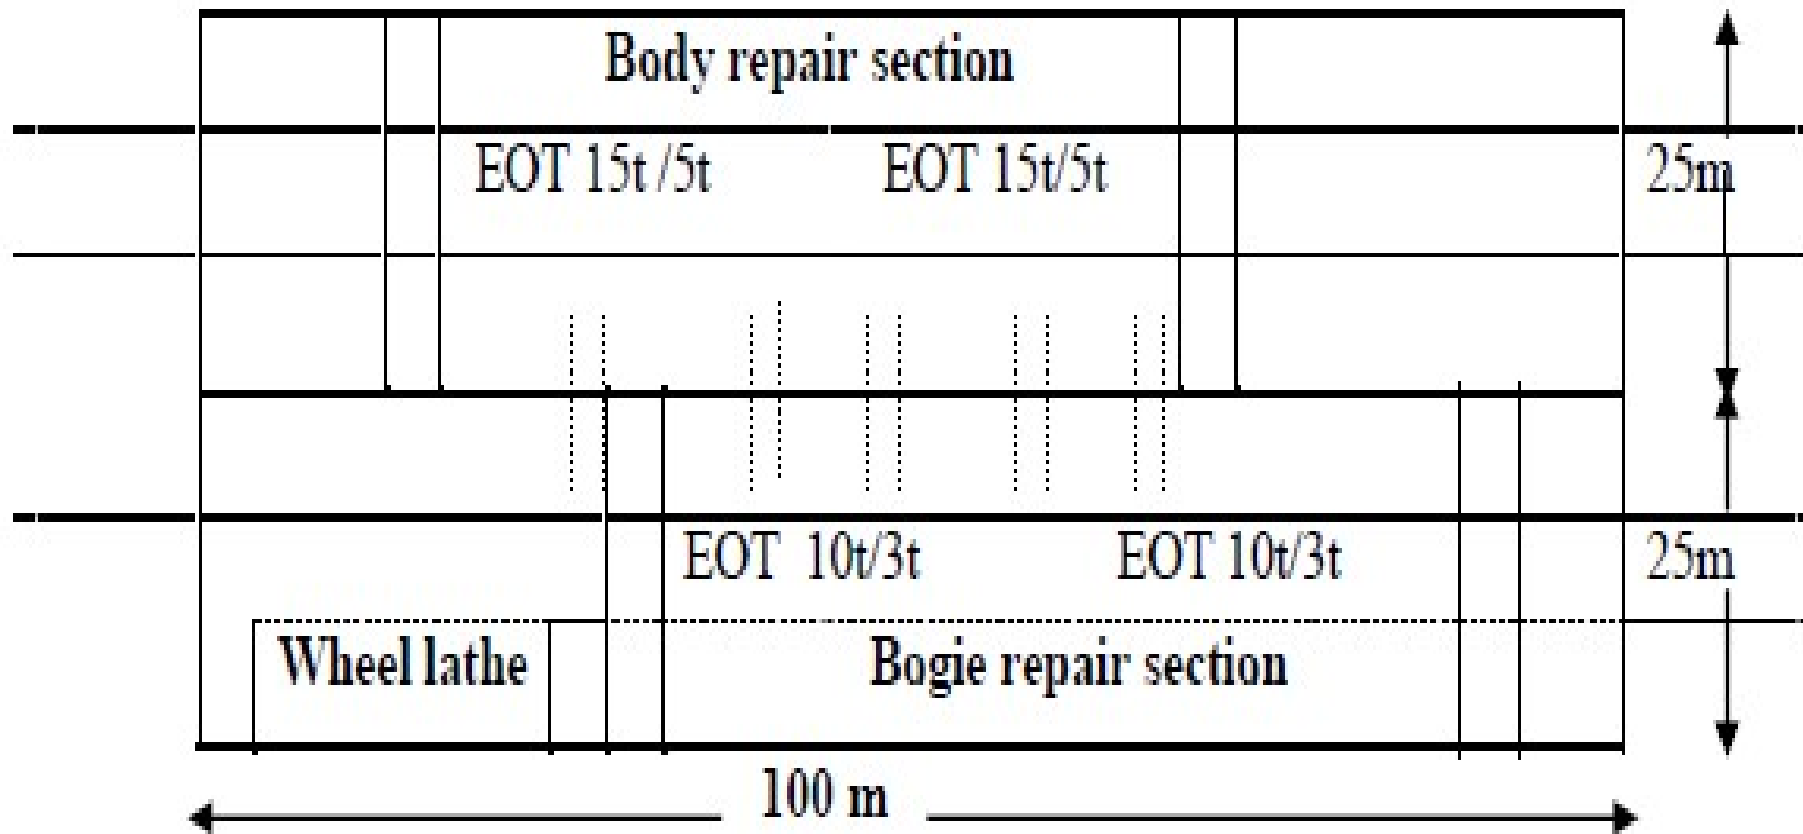 Body repair section
EOT 15t /5t EOT 15t/5t 25m
EOT 10t/3t EOT 10t/3t 25m
Wheel lathe Bogie repair section
100 m